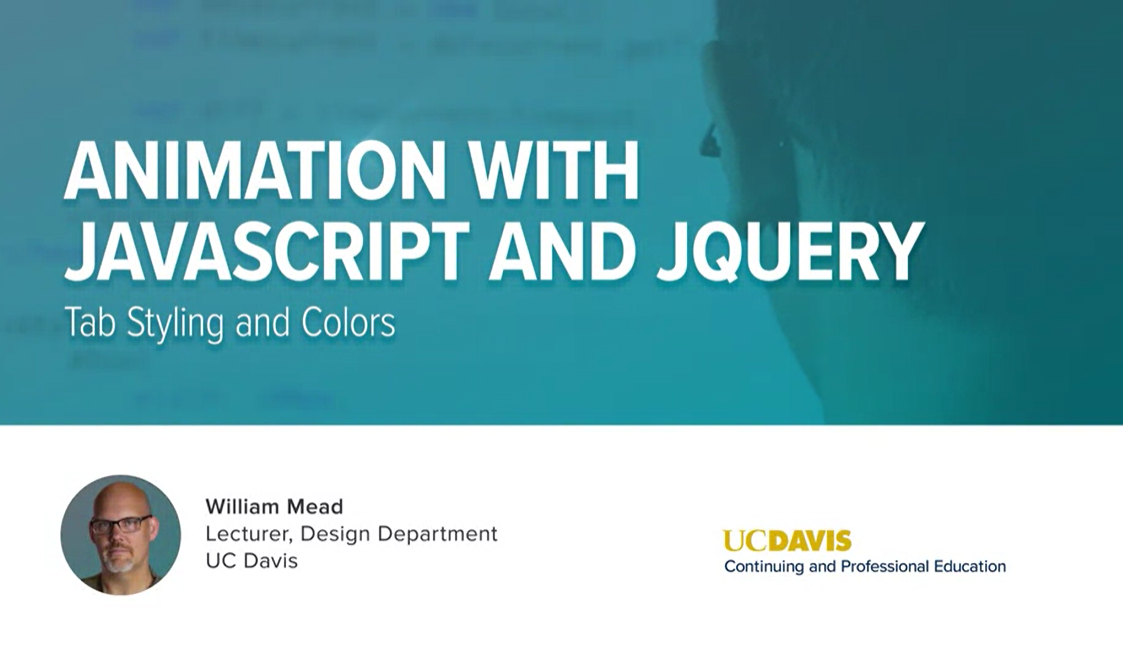 ANIMATION WITH
JAVASCRIPT AND JQUERY
Tab Styling and Colors
William Mead
Lecturer, Design Department
UC Davis
UCDAVIS
Continuing and Professional Education